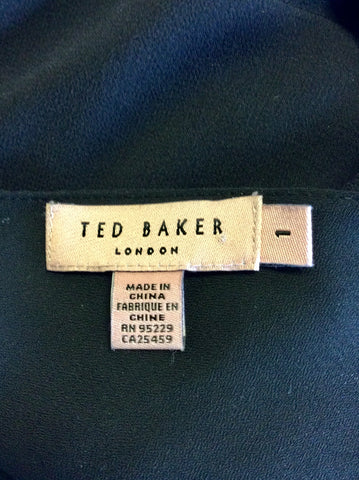 TED BAKER
LONDON
1
MADE IN
CHINA
FABRIQUE EN
CHINE
RN 95229
CA25459